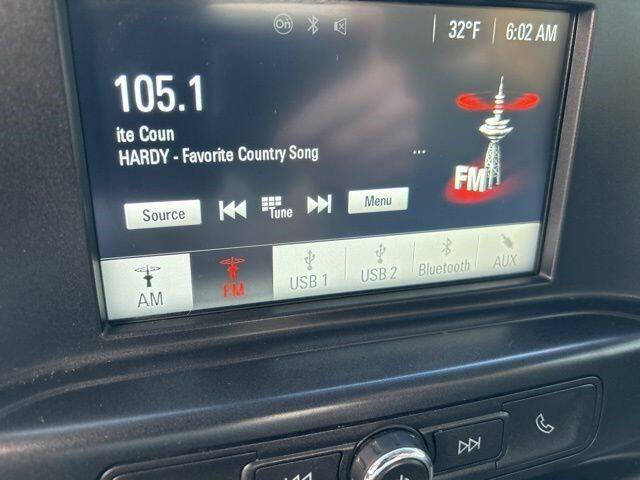 On
32°F
6:02 AM
105.1
ite Coun
HARDY - Favorite Country Song
...
FM
Source
Tune
Menu
AM
FM
USB 1
USB 2
Bluetooth
AUX